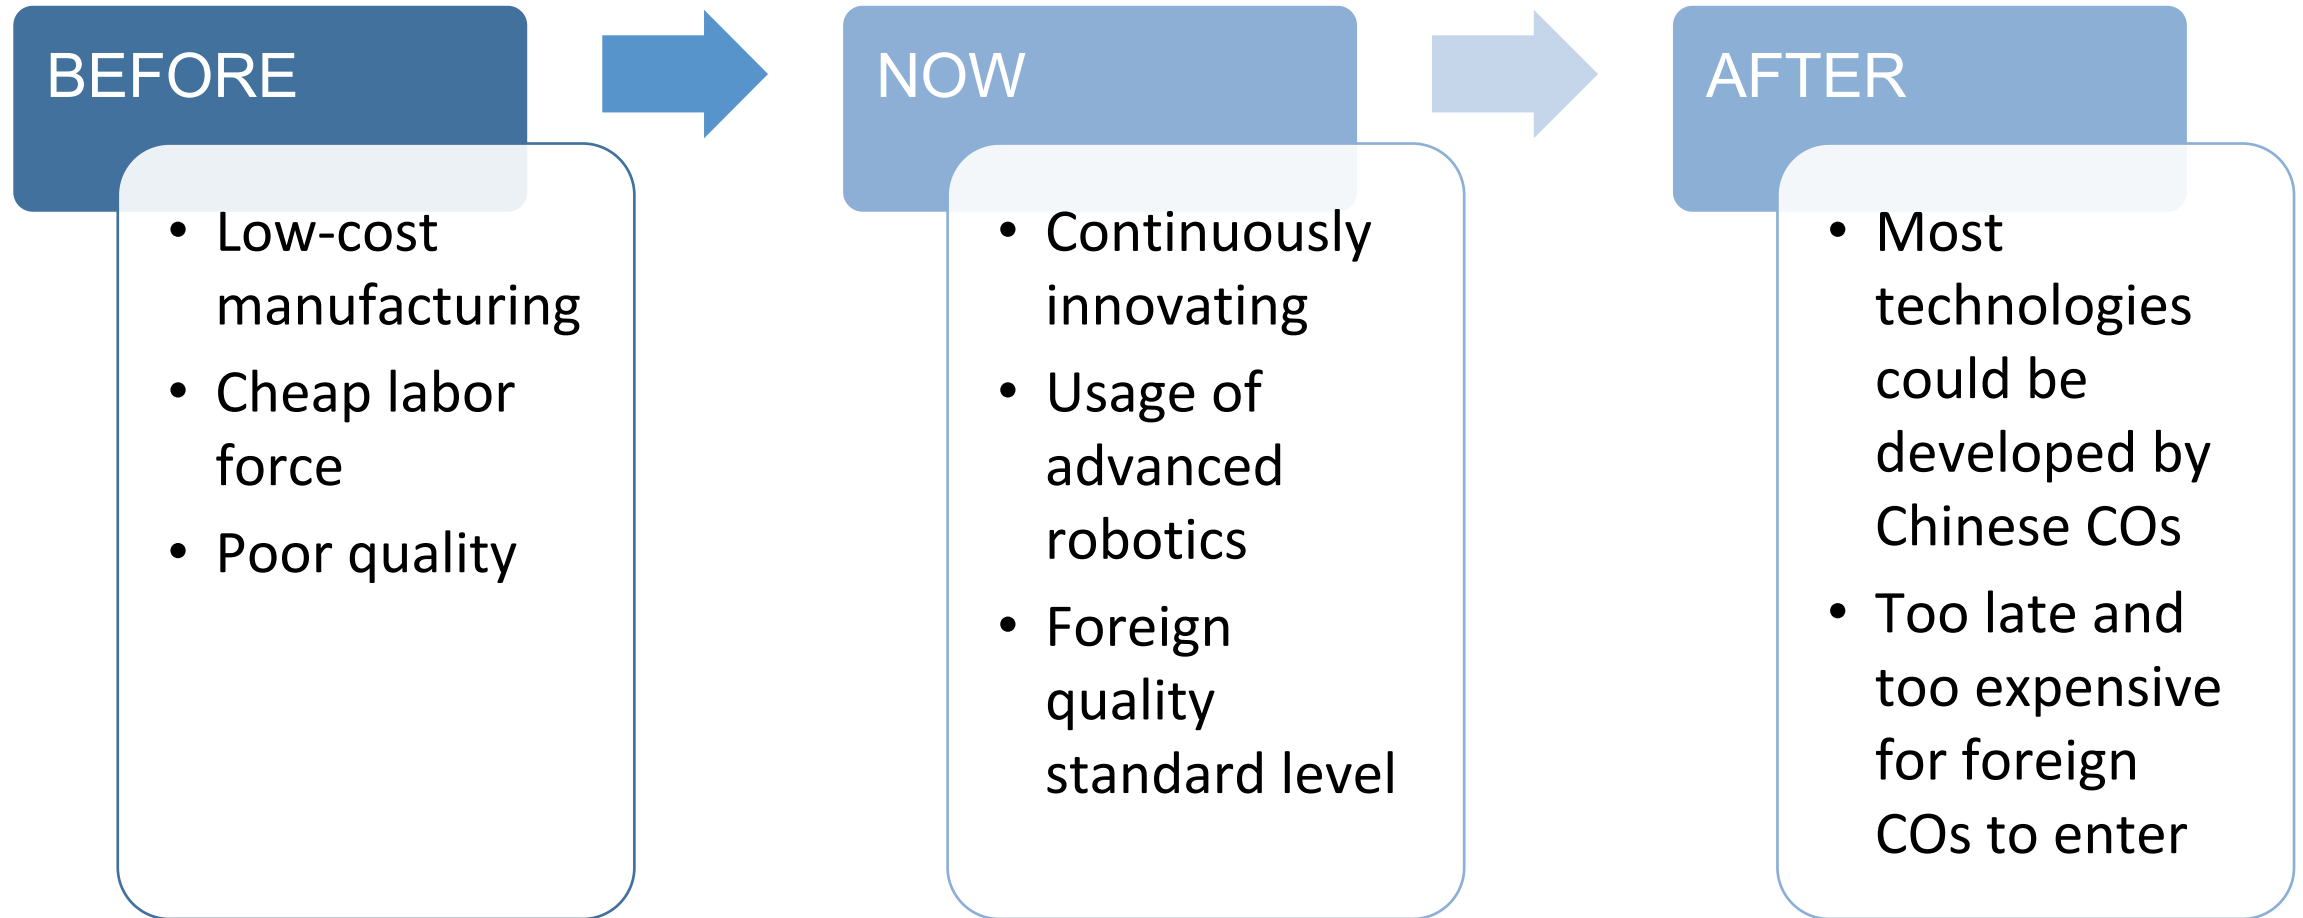 BEFORE
• Low-cost
manufacturing
• Cheap labor
force
• Poor quality
NOW
• Continuously
innovating
• Usage of
advanced
robotics
• Foreign
quality
standard level
AFTER
• Most
technologies
could be
developed by
Chinese COs
• Too late and
too expensive
for foreign
COs to enter